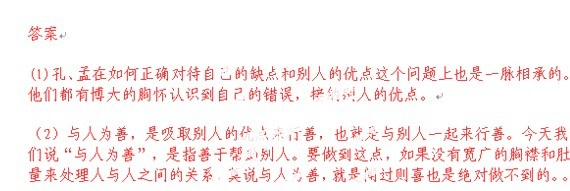 答案
(1)孔、孟在如何正确对待自己的缺点和别人的优点这个问题上也是一脉相承的。
他们都有博大的胸怀认识到自己的错误，接纳别人的优点。
（2）与人为善，是吸取别人的优点来行善，也就是与别人一起来行善。今天我
们说“与人为善”，是指善于帮助别人。要做到这点，如果没有宽广的胸襟和肚
量来处理人与人之间的关系，莫说与人为善，就是闻过则喜也是绝对做不到的。。